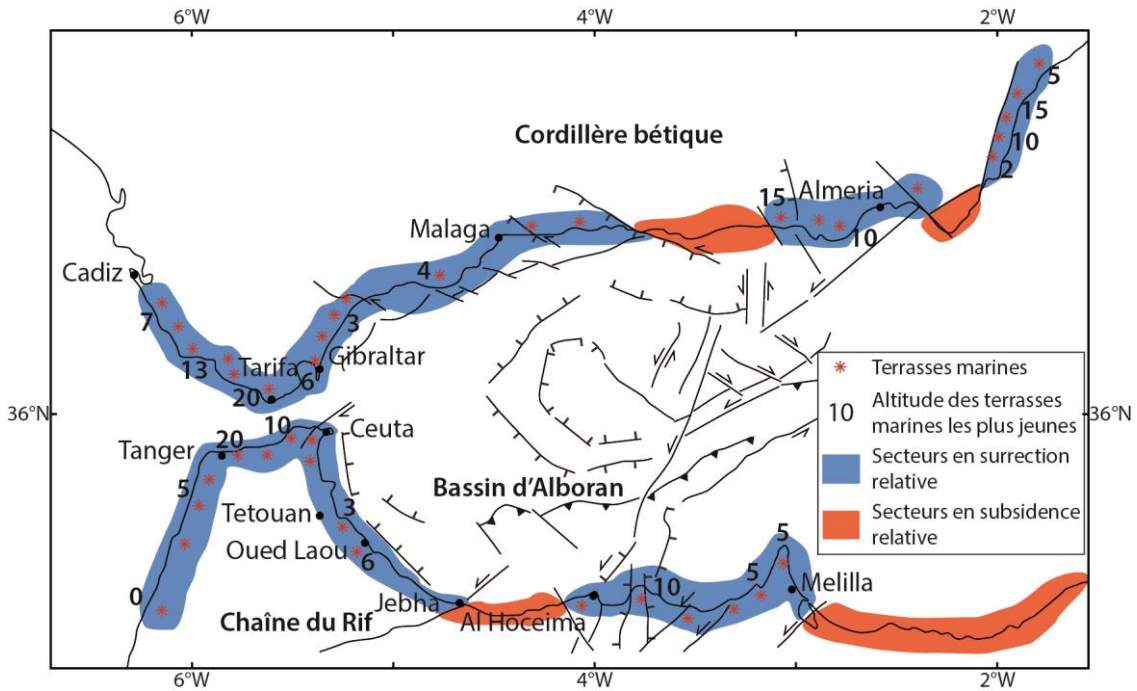 6°W
4°W
2°W
5
15
10
2
Cordillère bétique
15
Almeria
10
Malaga
4
Cadiz
7
3
13
Tarifa
Gibraltar
6
20
36°N
36°N
Terrasses marines
10
Altitude des terrasses
marines les plus jeunes
Secteurs en surrection
relative
Secteurs en subsidence
relative
10
Ceuta
20
Tanger
5
Bassin d'Alboran
3
Tetouan
Oued Laou
6
5
5
Melilla
10
0
Jebha
Al Hoceima
Chaîne du Rif
6°W
4°W
2°W